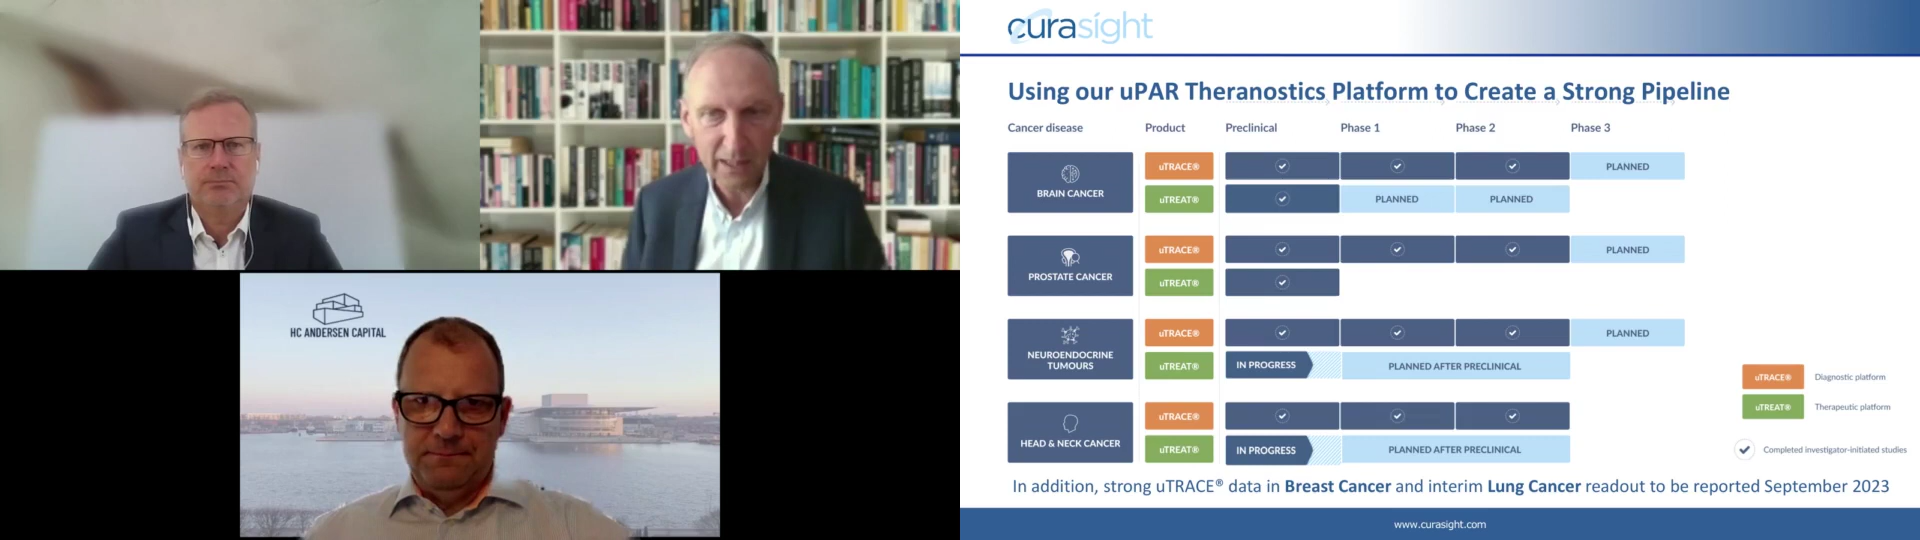 HC ANDERSEN CAPITAL
curasight
Using our uPAR Theranostics Platform to Create a Strong Pipeline
Cancer disease Product Preclinical Phase 1 Phase 2 Phase 3
BRAIN CANCER
uTRACE® PLANNED
uTREAT® PLANNED PLANNED
PROSTATE CANCER
uTRACE® PLANNED
uTREAT®
NEUROENDOCRINE
TUMOURS
uTRACE® PLANNED
uTREAT® IN PROGRESS PLANNED AFTER PRECLINICAL
HEAD & NECK CANCER
uTRACE®
uTREAT® IN PROGRESS PLANNED AFTER PRECLINICAL
uTRACE® Diagnostic platform
uTREAT® Therapeutic platform
Completed investigator-initiated studies
In addition, strong uTRACE® data in Breast Cancer and interim Lung Cancer readout to be reported September 2023
www.curasight.com